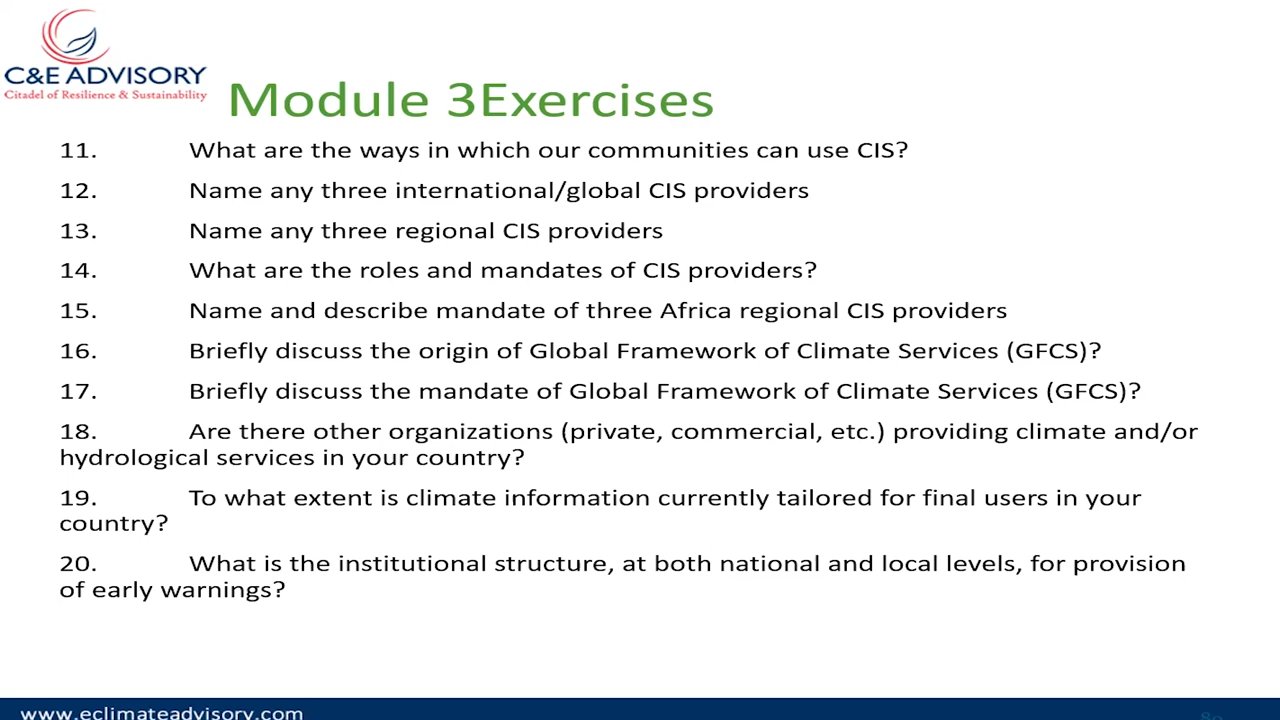 C&E ADVISORY
Citadel of Resilience & Sustainability
Module 3Exercises
11. What are the ways in which our communities can use CIS?
12. Name any three international/global CIS providers
13. Name any three regional CIS providers
14. What are the roles and mandates of CIS providers?
15. Name and describe mandate of three Africa regional CIS providers
16. Briefly discuss the origin of Global Framework of Climate Services (GFCS)?
17. Briefly discuss the mandate of Global Framework of Climate Services (GFCS)?
18. Are there other organizations (private, commercial, etc.) providing climate and/or
hydrological services in your country?
19. To what extent is climate information currently tailored for final users in your
country?
20. What is the institutional structure, at both national and local levels, for provision
of early warnings?
www.eclimateadvisory.com